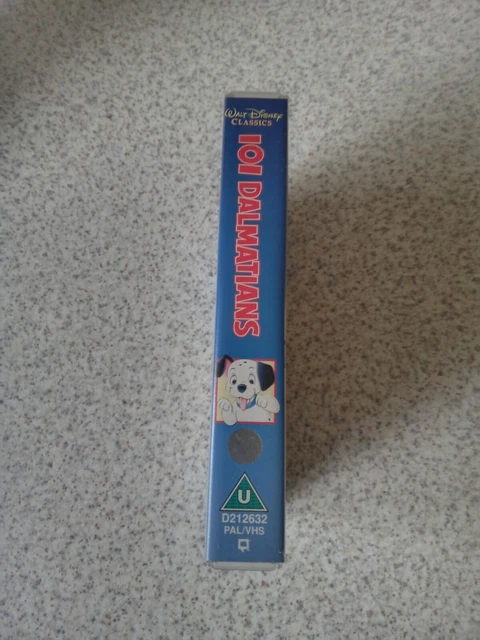 WALT DISNEY
CLASSICS
101 DALMATIANS
U
D212632
PAL/VHS